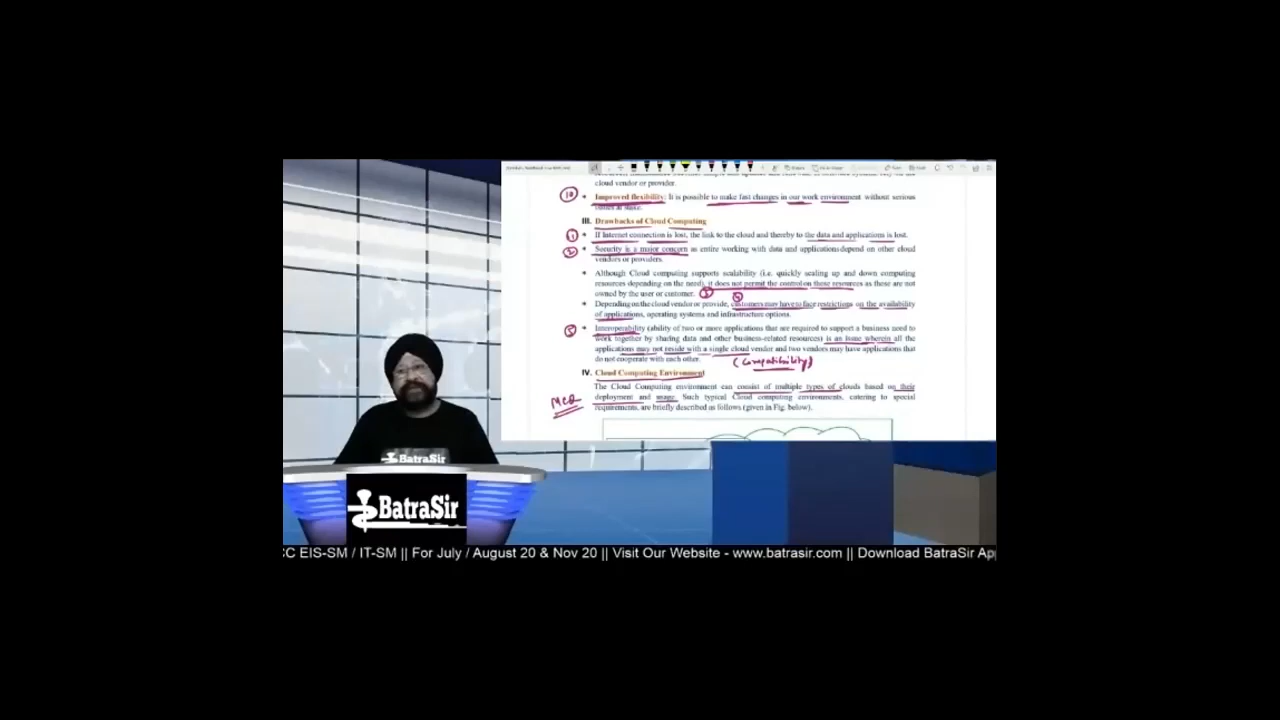 cloud vendor or provider.
10 • Improved flexibility: It is possible to make fast changes in our work environment without serious
III. Drawbacks of Cloud Computing
1 • If Internet connection is lost, the link to the cloud and thereby to the data and applications is lost.
2 • Security is a major concern as entire working with data and applications depend on other cloud
vendors or providers.
• Although Cloud computing supports scalability (i.e. quickly scaling up and down computing
resources depending on the need), it does not permit the control on these resources as these are not
owned by the user or customer. 3 4
• Depending on the cloud vendor or provide, customers may have to face restrictions on the availability
of applications, operating systems and infrastructure options.
5 • Interoperability (ability of two or more applications that are required to support a business need to
work together by sharing data and other business-related resources) is an issue wherein all the
applications may not reside with a single cloud vendor and two vendors may have applications that
do not cooperate with each other. (Compatibility)
IV. Cloud Computing Environment
The Cloud Computing environment can consist of multiple types of clouds based on their
MCQ deployment and usage. Such typical Cloud computing environments, catering to special
requirements, are briefly described as follows (given in Fig. below).
BatraSir
BatraSir
CC EIS-SM / IT-SM || For July / August 20 & Nov 20 || Visit Our Website - www.batrasir.com || Download BatraSir Ap